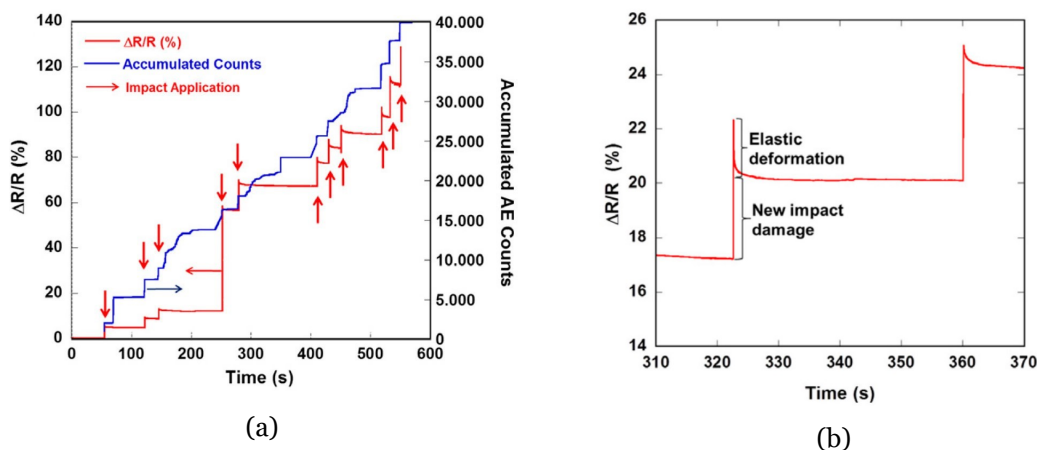 140
120
100
80
60
40
20
0
ΔR/R (%)
ΔR/R (%)
Accumulated Counts
Impact Application
40.000
35.000
30.000
25.000
20.000
15.000
10.000
5.000
0
Accumulated AE Counts
0 100 200 300 400 500 600
Time (s)
(a)
26
24
22
20
18
16
14
ΔR/R (%)
Elastic
deformation
New impact
damage
310 320 330 340 350 360 370
Time (s)
(b)